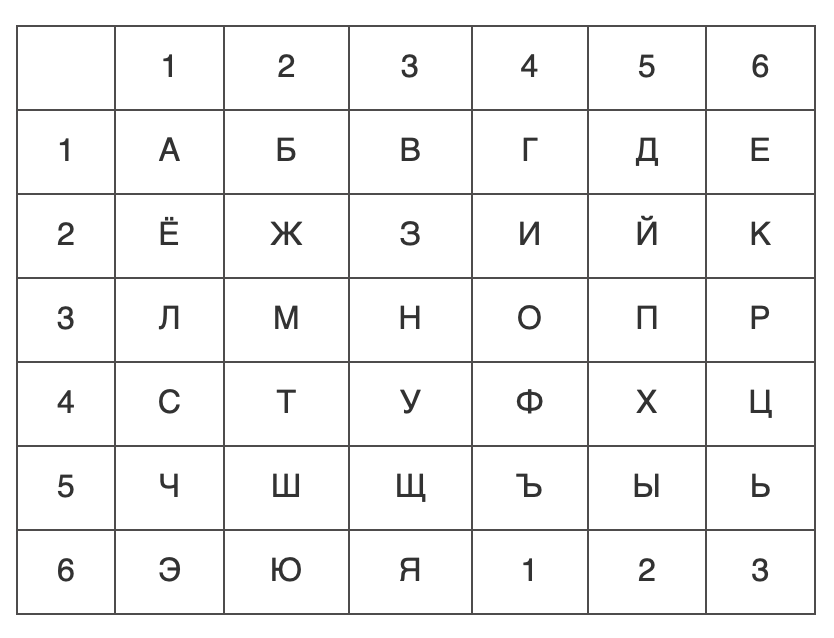 1 2 3 4 5 6
1 А Б В Г Д Е
2 Ё Ж З И Й К
3 Л М Н О П Р
4 С Т У Ф Х Ц
5 Ч Ш Щ Ъ Ы Ь
6 Э Ю Я 1 2 3